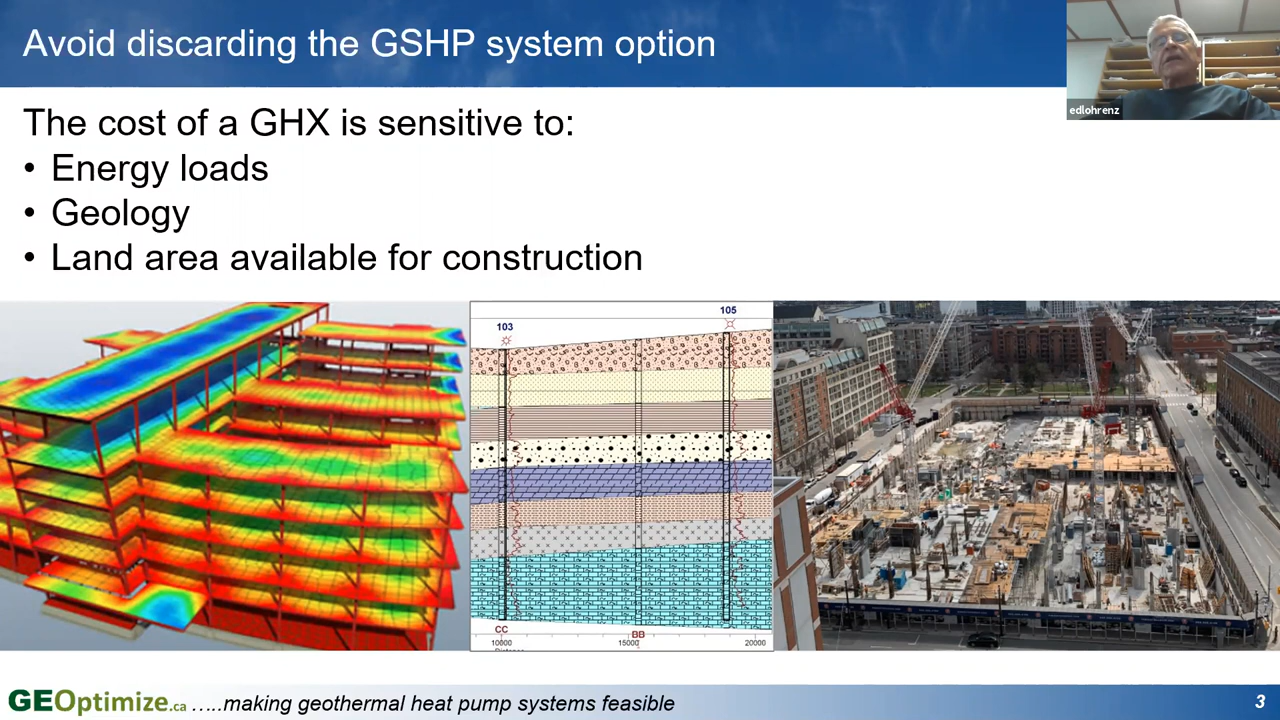 Avoid discarding the GSHP system option
edlohrenz
The cost of a GHX is sensitive to:
• Energy loads
• Geology
• Land area available for construction
103
105
CC
BB
10000
15000
20000
GEOptimize.ca …..making geothermal heat pump systems feasible
3